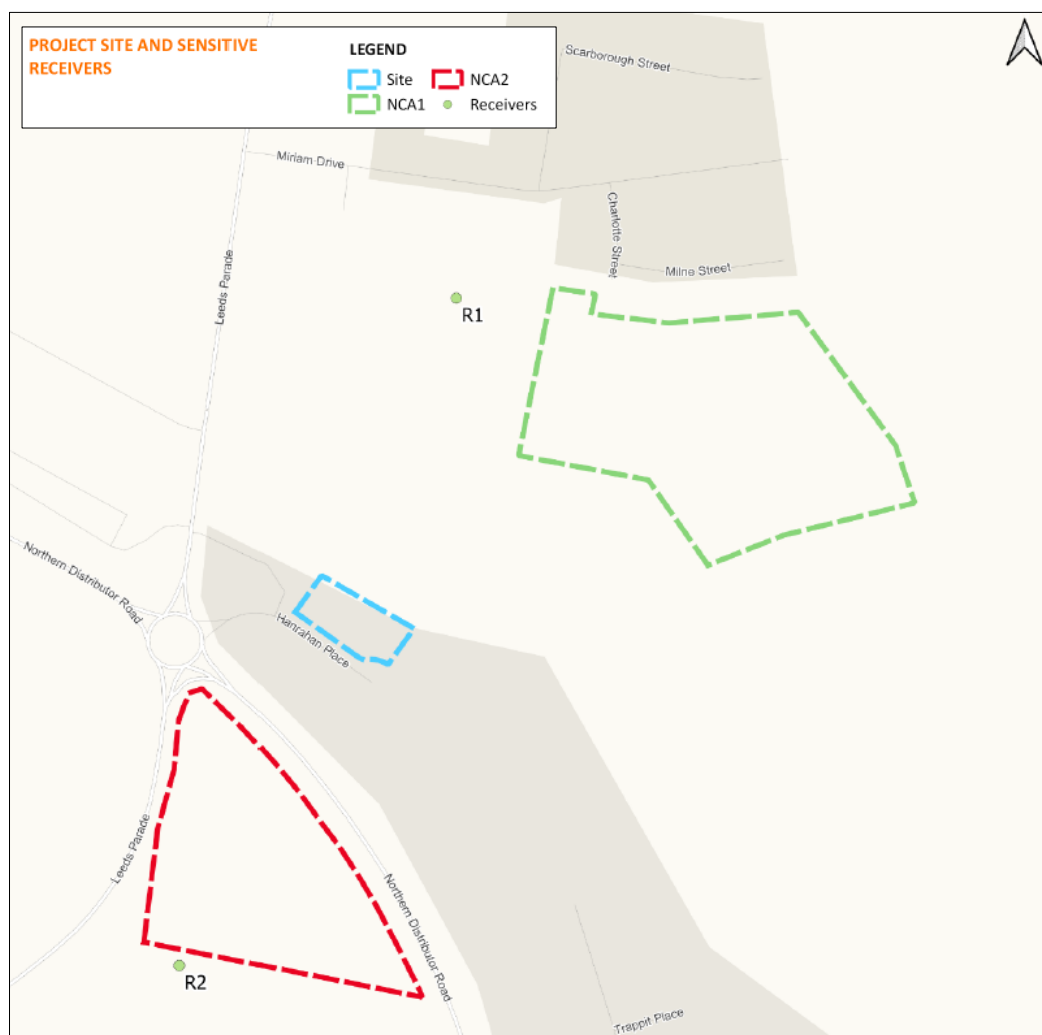 PROJECT SITE AND SENSITIVE
RECEIVERS
LEGEND
Site
NCA2
NCA1
Receivers
Scarborough Street
Miriam Drive
Charlotte Street
Milne Street
Leeds Parade
R1
Northern Distributor Road
Hanrahan Place
Leeds Parade
Northern Distributor Road
R2
Trappit Place